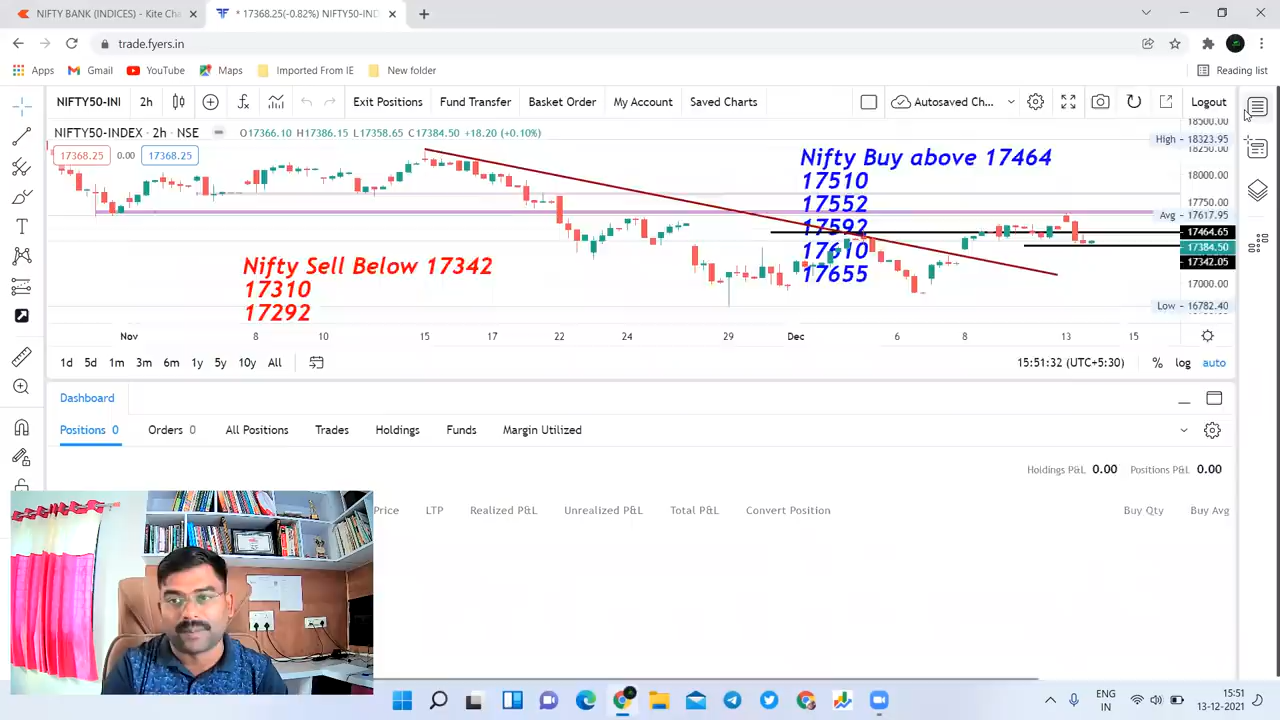 NIFTY BANK (INDICES) - Kite Cha
* 17368.25(-0.82%) NIFTY50-IND
trade.fyers.in
Apps
Gmail
YouTube
Maps
Imported From IE
New folder
Reading list
NIFTY50-INI
2h
Exit Positions
Fund Transfer
Basket Order
My Account
Saved Charts
Autosaved Ch...
Logout
NIFTY50-INDEX • 2h • NSE
O17366.10 H17386.15 L17358.65 C17384.50 +18.20 (+0.10%)
17368.25
0.00
17368.25
Nifty Buy above 17464
17510
17552
17592
17610
17655
Nifty Sell Below 17342
17310
17292
18500.00
High - 18323.95
18250.00
18000.00
17750.00
Avg - 17617.95
17464.65
17384.50
17342.05
17000.00
Low - 16782.40
Nov
8
10
15
17
22
24
29
Dec
6
8
13
15
1d
5d
1m
3m
6m
1y
5y
10y
All
15:51:32 (UTC+5:30)
%
log
auto
Dashboard
Positions 0
Orders 0
All Positions
Trades
Holdings
Funds
Margin Utilized
Holdings P&L 0.00
Positions P&L 0.00
Price
LTP
Realized P&L
Unrealized P&L
Total P&L
Convert Position
Buy Qty
Buy Avg
ENG
IN
15:51
13-12-2021